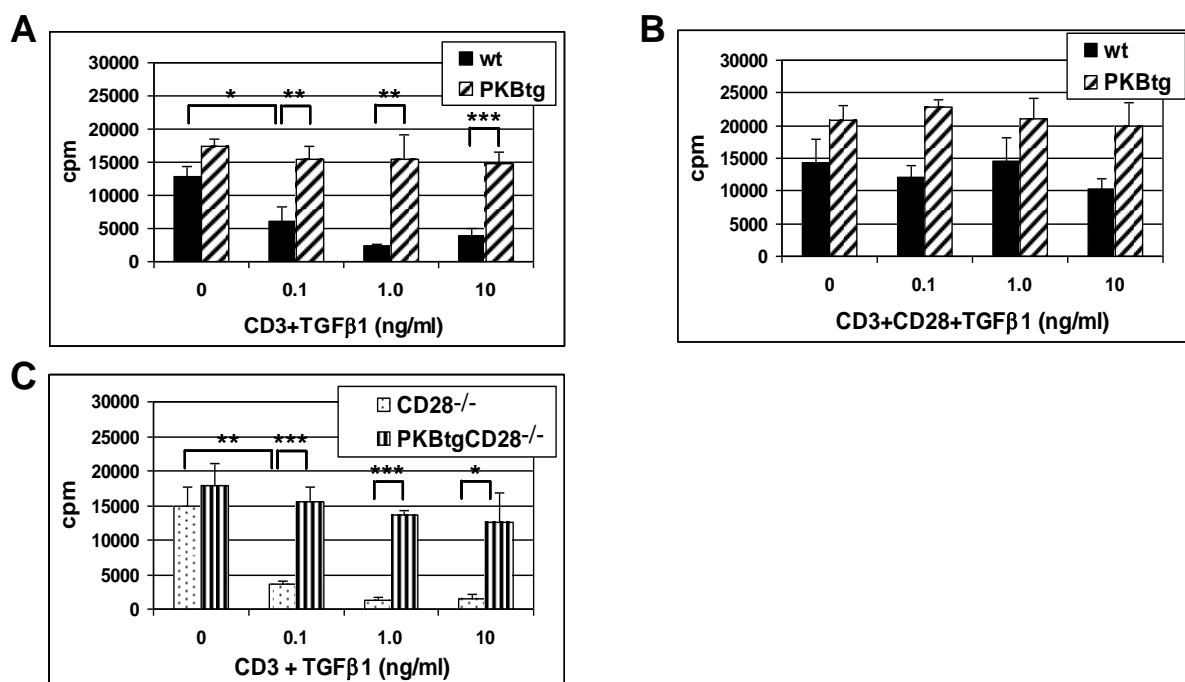 A
wt
PKBtg
30000
25000
20000
15000
10000
5000
0
cpm
* ** ** ***
0 0.1 1.0 10
CD3+TGFβ1 (ng/ml)
B
wt
PKBtg
30000
25000
20000
15000
10000
5000
0
cpm
0 0.1 1.0 10
CD3+CD28+TGFβ1 (ng/ml)
C
CD28-/-
PKBtgCD28-/-
30000
25000
20000
15000
10000
5000
0
cpm
** *** *** *
0 0.1 1.0 10
CD3 + TGFβ1 (ng/ml)